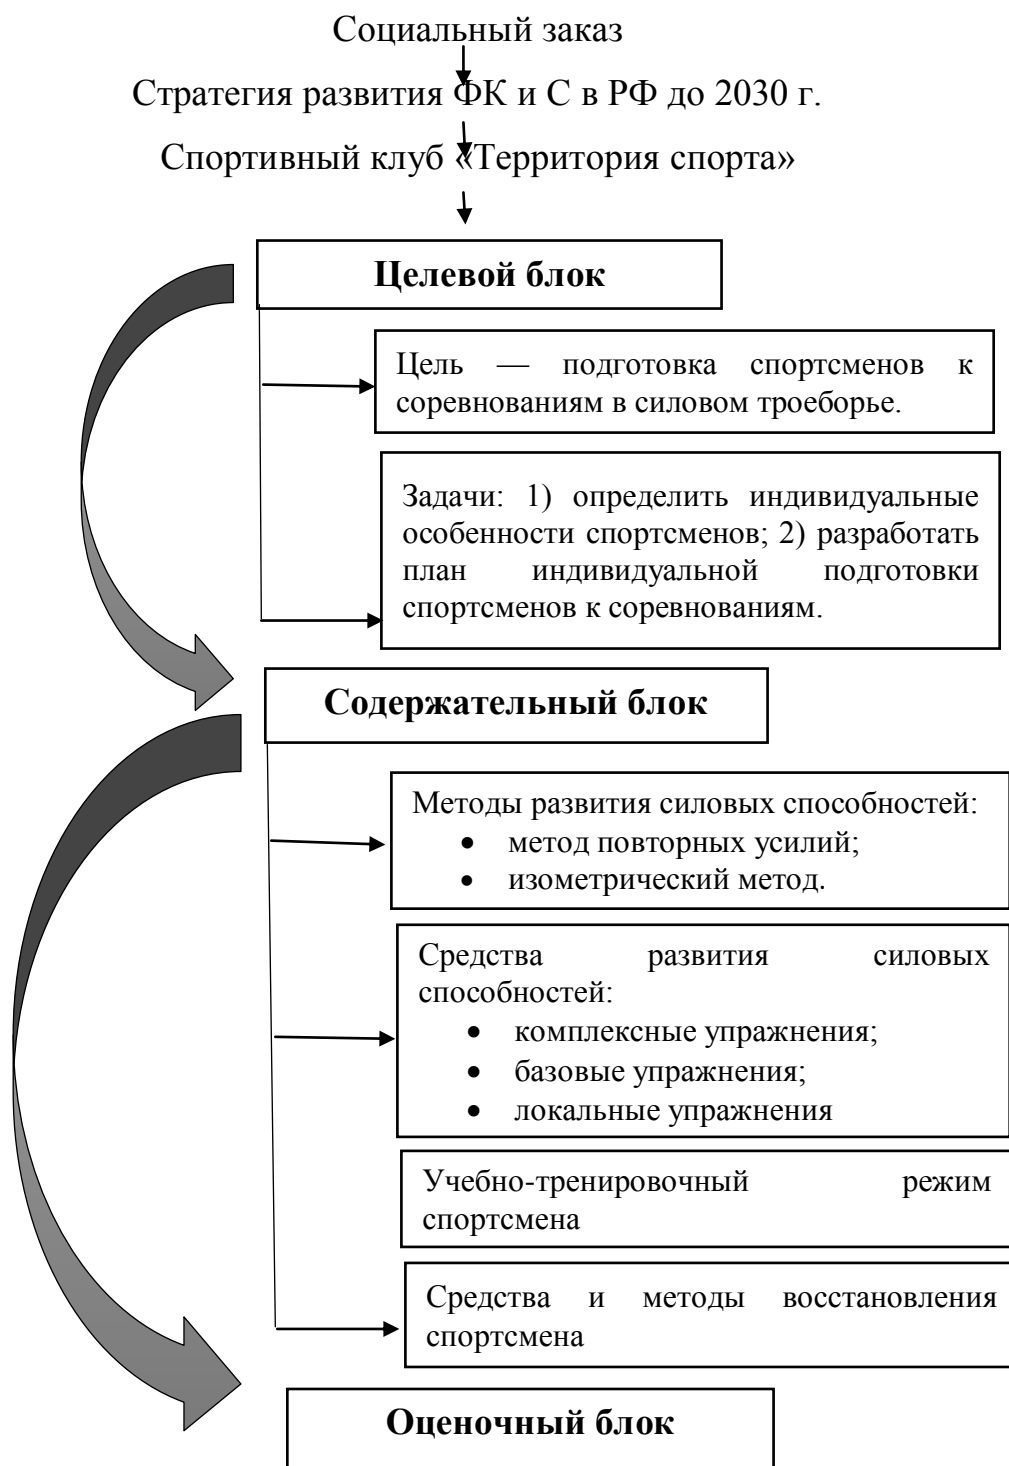 Социальный заказ
Стратегия развития ФК и С в РФ до 2030 г.
Спортивный клуб «Территория спорта»
Целевой блок
Цель — подготовка спортсменов к
соревнованиям в силовом троеборье.
Задачи: 1) определить индивидуальные
особенности спортсменов; 2) разработать
план индивидуальной подготовки
спортсменов к соревнованиям.
Содержательный блок
Методы развития силовых способностей:
• метод повторных усилий;
• изометрический метод.
Средства развития силовых
способностей:
• комплексные упражнения;
• базовые упражнения;
• локальные упражнения
Учебно-тренировочный режим
спортсмена
Средства и методы восстановления
спортсмена
Оценочный блок